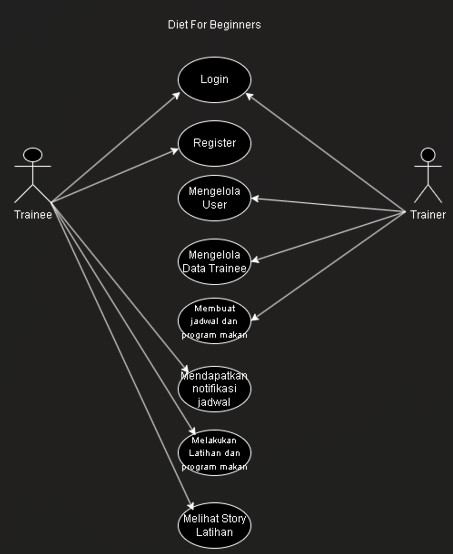 Diet For Beginners
Login
Register
Trainee
Trainer
Mengelola
User
Mengelola
Data Trainee
Membuat
jadwal dan
program makan
Mendapatkan
notifikasi
jadwal
Melakukan
Latihan dan
program makan
Melihat Story
Latihan